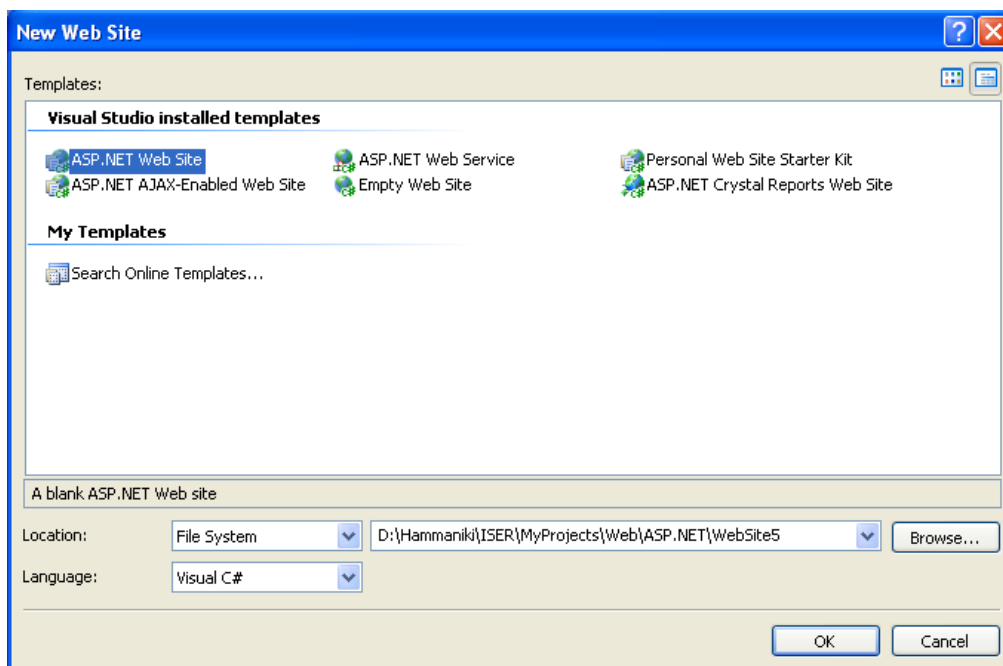 New Web Site
Templates:
Visual Studio installed templates
ASP.NET Web Site ASP.NET Web Service Personal Web Site Starter Kit
ASP.NET AJAX-Enabled Web Site Empty Web Site ASP.NET Crystal Reports Web Site
My Templates
Search Online Templates...
A blank ASP.NET Web site
Location: File System D:\Hammaniki\ISER\MyProjects\Web\ASP.NET\WebSite5 Browse...
Language: Visual C#
OK Cancel